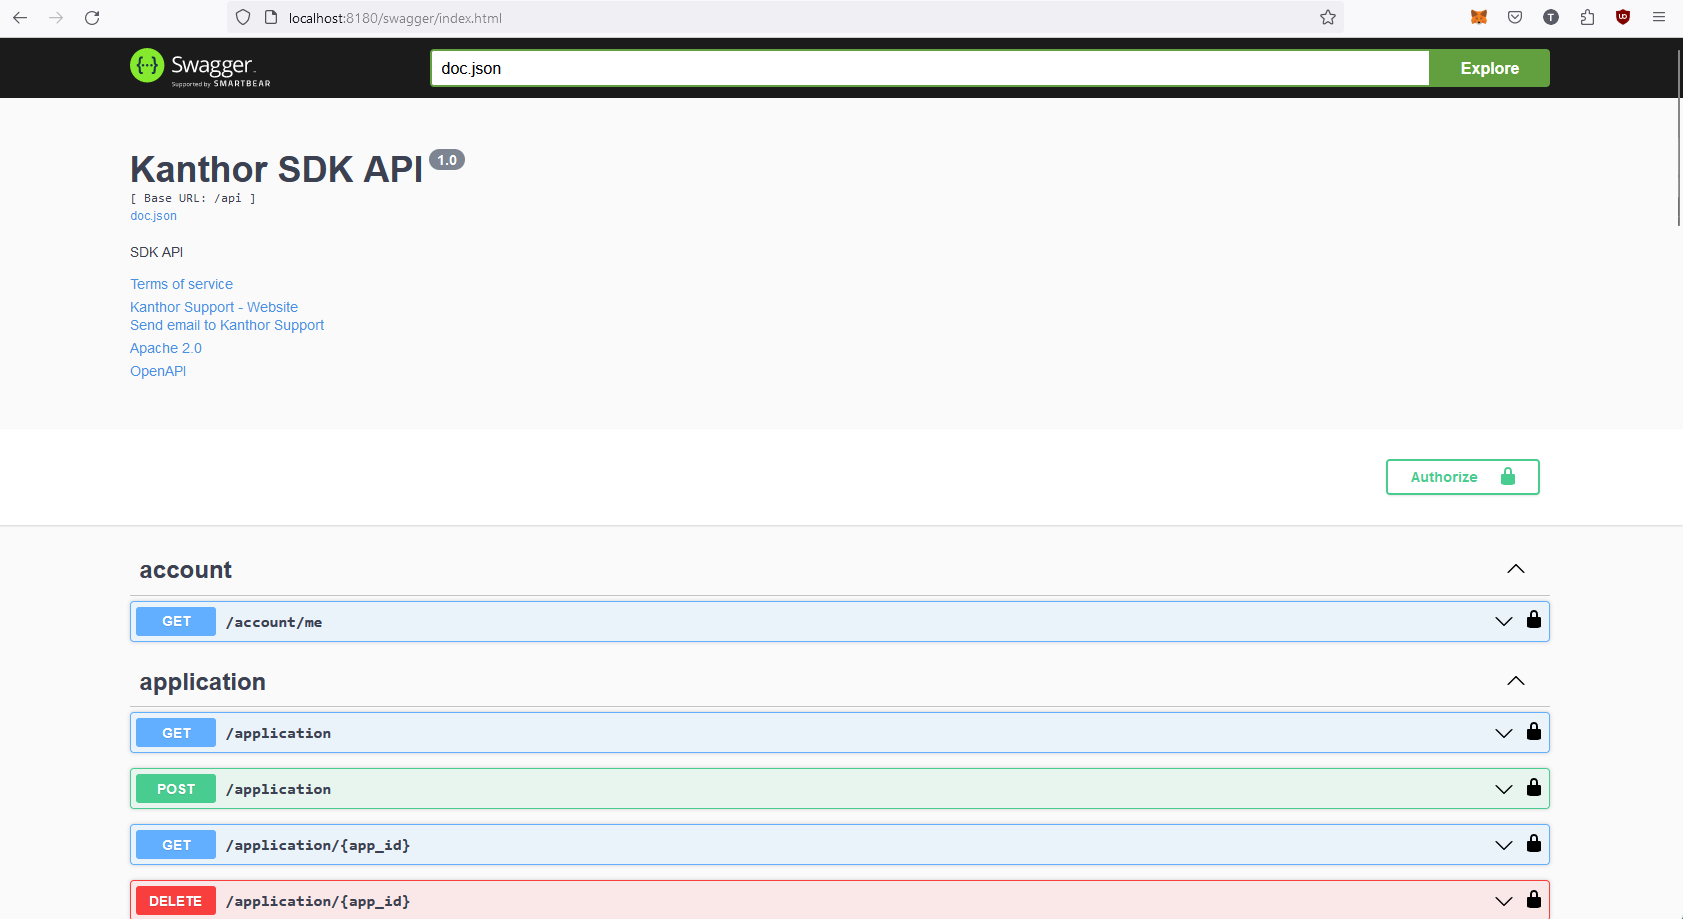 localhost:8180/swagger/index.html
T
{···} Swagger
Supported by SMARTBEAR
doc.json
Explore
Kanthor SDK API 1.0
[ Base URL: /api ]
doc.json
SDK API
Terms of service
Kanthor Support - Website
Send email to Kanthor Support
Apache 2.0
OpenAPI
Authorize
account
GET /account/me
application
GET /application
POST /application
GET /application/{app_id}
DELETE /application/{app_id}